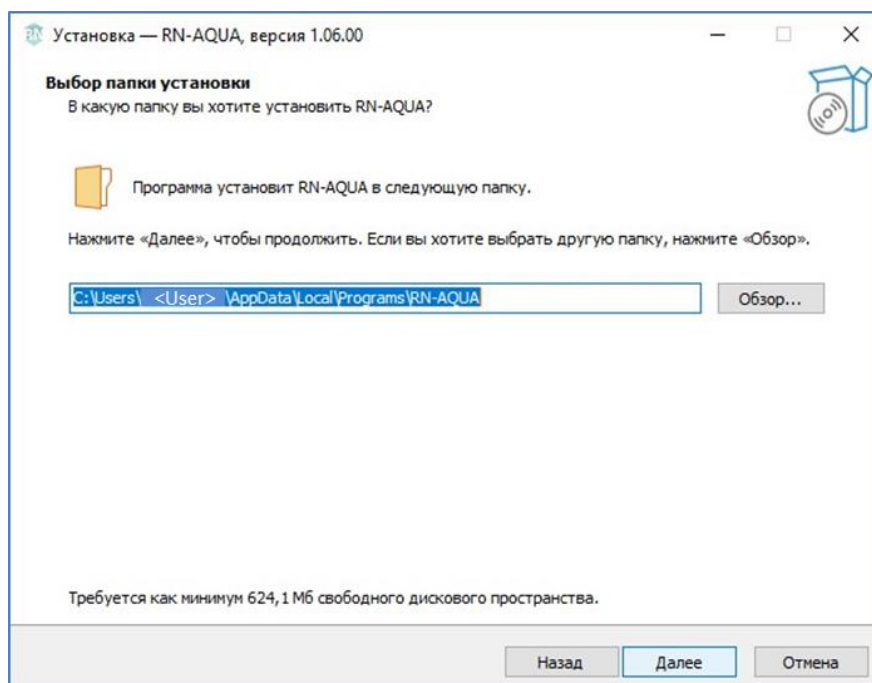 Установка — RN-AQUA, версия 1.06.00
Выбор папки установки
В какую папку вы хотите установить RN-AQUA?
Программа установит RN-AQUA в следующую папку.
Нажмите «Далее», чтобы продолжить. Если вы хотите выбрать другую папку, нажмите «Обзор».
C:\Users\ <User> \AppData\Local\Programs\RN-AQUA Обзор...
Требуется как минимум 624,1 Мб свободного дискового пространства.
Назад Далее Отмена